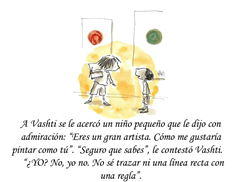 A Vashti se le acercó un niño pequeño que le dijo con
admiración: "Eres un gran artista. Cómo me gustaría
pintar como tú". "Seguro que sabes", le contestó Vashti.
"¿YO? No, yo no. No sé trazar ni una línea recta con
una regla".